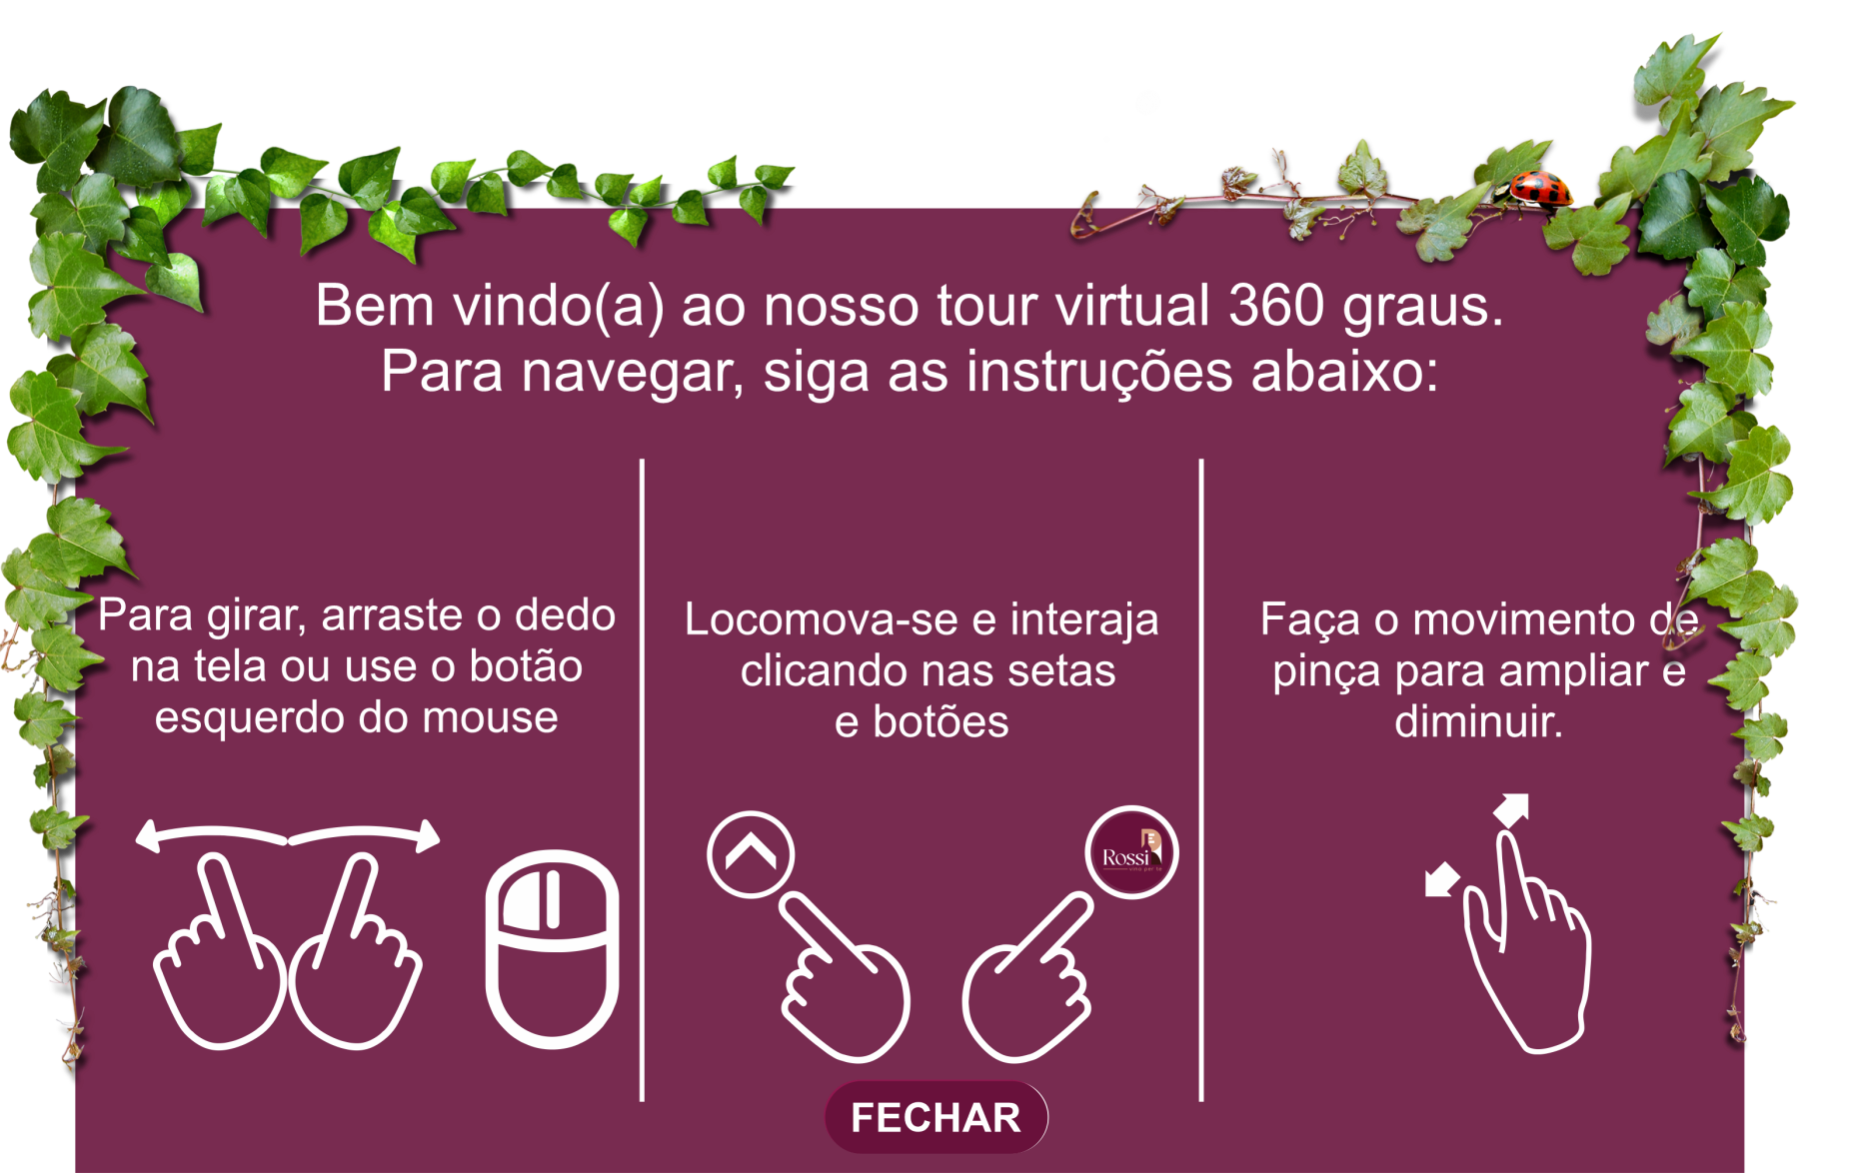 Bem vindo(a) ao nosso tour virtual 360 graus.
Para navegar, siga as instruções abaixo:
Para girar, arraste o dedo
na tela ou use o botão
esquerdo do mouse
Locomova-se e interaja
clicando nas setas
e botões
Faça o movimento de
pinça para ampliar e
diminuir.
Rossi
FECHAR